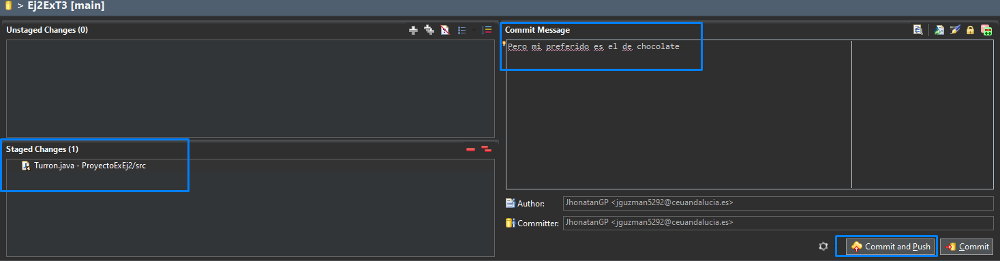 > Ej2ExT3 [main]
Unstaged Changes (0)
Staged Changes (1)
Turron.java - ProyectoExEj2/src
Commit Message
Pero mi preferido es el de chocolate
Author: JhonatanGP <jguzman5292@ceuandalucia.es>
Committer: JhonatanGP <jguzman5292@ceuandalucia.es>
Commit and Push Commit